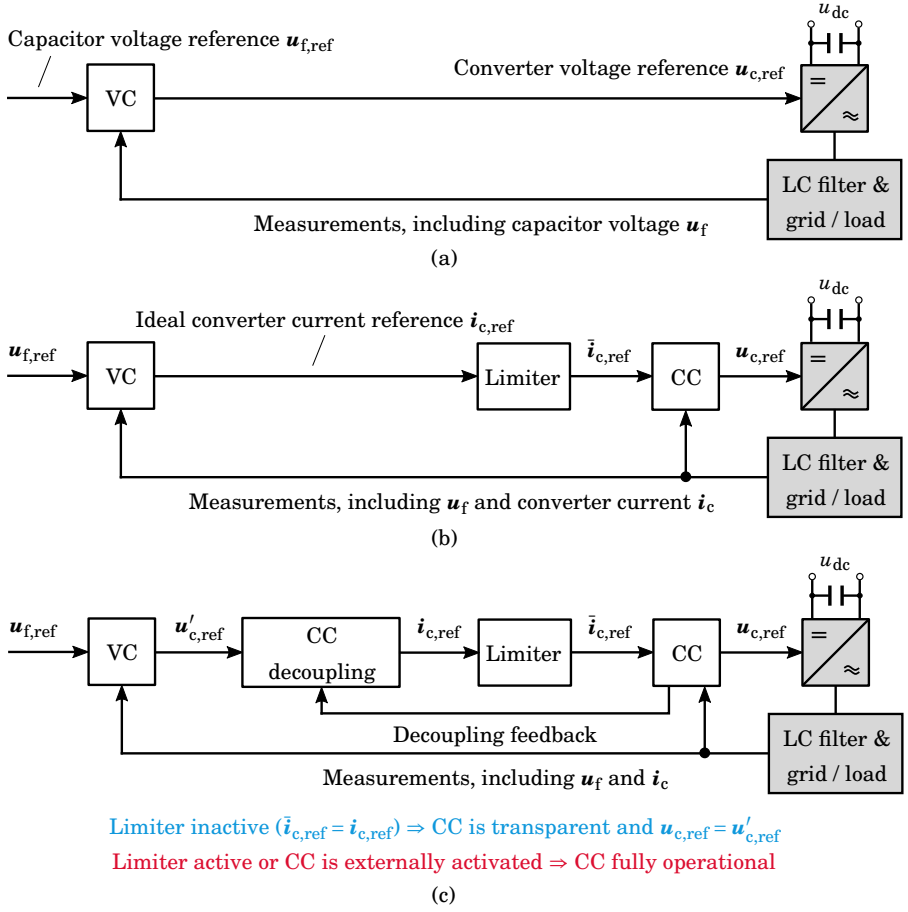 u_dc
Capacitor voltage reference u_f,ref
Converter voltage reference u_c,ref
VC
=
≈
LC filter &
grid / load
Measurements, including capacitor voltage u_f
(a)
u_dc
Ideal converter current reference i_c,ref
u_f,ref
VC
Limiter
ī_c,ref
CC
u_c,ref
=
≈
LC filter &
grid / load
Measurements, including u_f and converter current i_c
(b)
u_dc
u_f,ref
VC
u′_c,ref
CC
decoupling
i_c,ref
Limiter
ī_c,ref
CC
u_c,ref
=
≈
Decoupling feedback
LC filter &
grid / load
Measurements, including u_f and i_c
Limiter inactive (ī_c,ref = i_c,ref) ⇒ CC is transparent and u_c,ref = u′_c,ref
Limiter active or CC is externally activated ⇒ CC fully operational
(c)